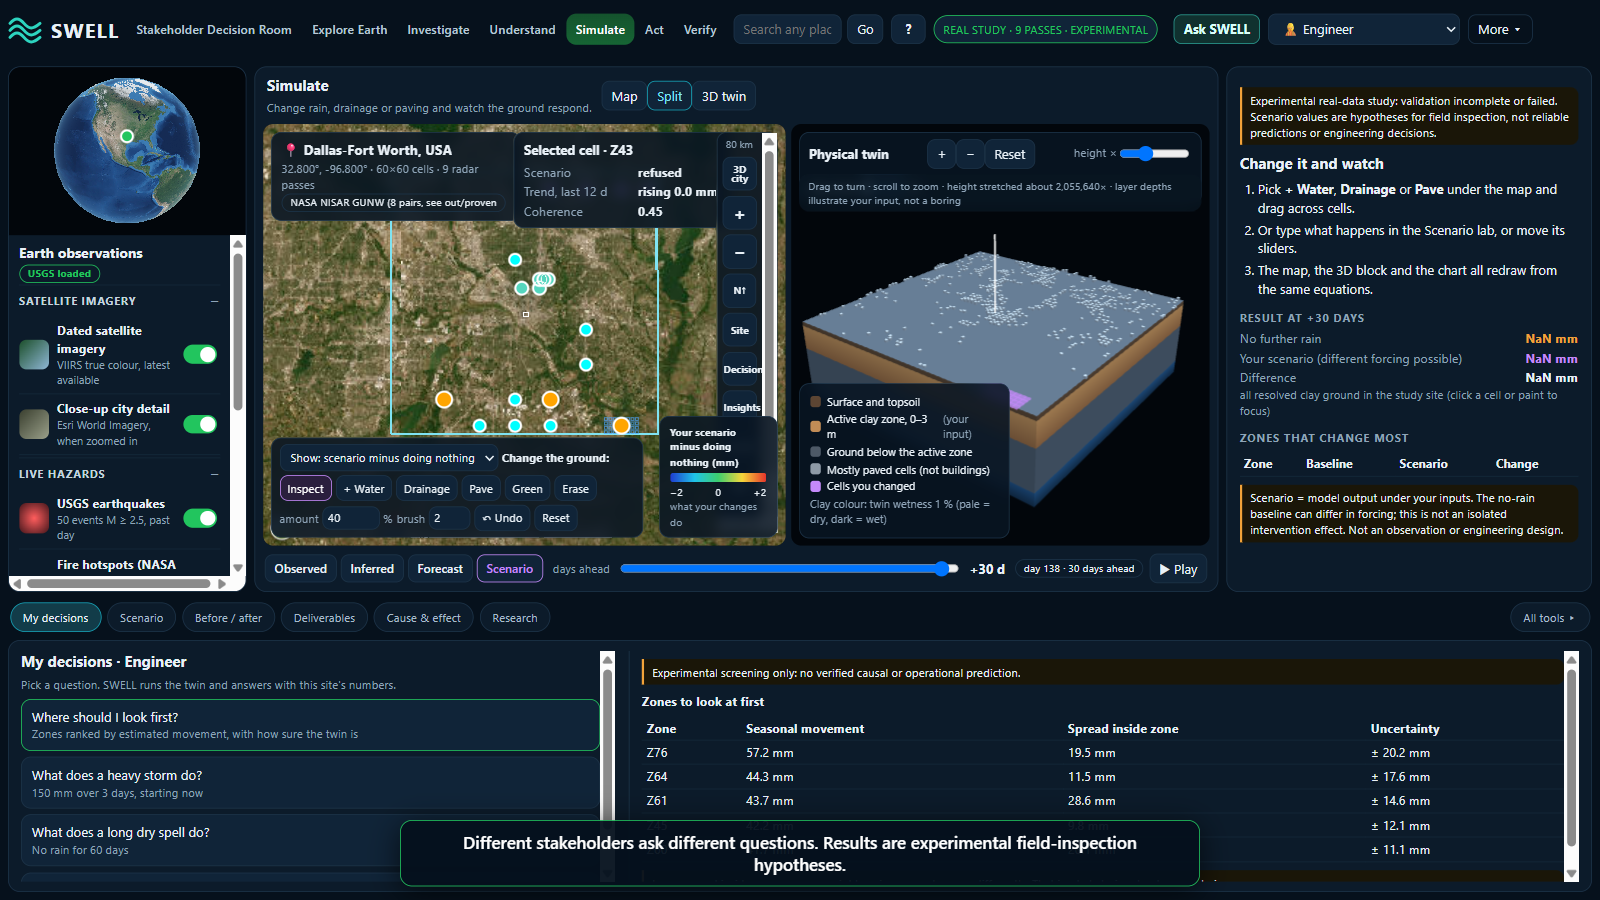 SWELL
Stakeholder Decision Room
Explore Earth
Investigate
Understand
Simulate
Act
Verify
Search any plac
Go
?
REAL STUDY · 9 PASSES · EXPERIMENTAL
Ask SWELL
Engineer
More
Earth observations
USGS loaded
SATELLITE IMAGERY
Dated satellite
imagery
VIIRS true colour, latest
available
Close-up city detail
Esri World Imagery,
when zoomed in
LIVE HAZARDS
USGS earthquakes
50 events M ≥ 2.5, past
day
Fire hotspots (NASA
Simulate
Change rain, drainage or paving and watch the ground respond.
Map
Split
3D twin
Dallas-Fort Worth, USA
32.800°, -96.800° · 60×60 cells · 9 radar
passes
NASA NISAR GUNW (8 pairs, see out/proven
Selected cell · Z43
Scenario refused
Trend, last 12 d rising 0.0 mm
Coherence 0.45
80 km
3D
city
+
−
N↑
Site
Decision
Insights
Show: scenario minus doing nothing
Change the ground:
Inspect
+ Water
Drainage
Pave
Green
Erase
amount 40 % brush 2
↶ Undo
Reset
Your scenario
minus doing
nothing (mm)
−2 0 +2
what your changes
do
Physical twin
+
−
Reset
height ×
Drag to turn · scroll to zoom · height stretched about 2,055,640× · layer depths
illustrate your input, not a boring
Surface and topsoil
Active clay zone, 0–3 m (your input)
Ground below the active zone
Mostly paved cells (not buildings)
Cells you changed
Clay colour: twin wetness 1 % (pale =
dry, dark = wet)
Observed
Inferred
Forecast
Scenario
days ahead
+30 d
day 138 · 30 days ahead
▶ Play
Experimental real-data study: validation incomplete or failed.
Scenario values are hypotheses for field inspection, not reliable
predictions or engineering decisions.
Change it and watch
1. Pick + Water, Drainage or Pave under the map and
drag across cells.
2. Or type what happens in the Scenario lab, or move its
sliders.
3. The map, the 3D block and the chart all redraw from
the same equations.
RESULT AT +30 DAYS
No further rain NaN mm
Your scenario (different forcing possible) NaN mm
Difference NaN mm
all resolved clay ground in the study site (click a cell or paint to
focus)
ZONES THAT CHANGE MOST
Zone Baseline Scenario Change
Scenario = model output under your inputs. The no-rain
baseline can differ in forcing; this is not an isolated
intervention effect. Not an observation or engineering design.
My decisions
Scenario
Before / after
Deliverables
Cause & effect
Research
All tools
My decisions · Engineer
Pick a question. SWELL runs the twin and answers with this site's numbers.
Where should I look first?
Zones ranked by estimated movement, with how sure the twin is
What does a heavy storm do?
150 mm over 3 days, starting now
What does a long dry spell do?
No rain for 60 days
Experimental screening only: no verified causal or operational prediction.
Zones to look at first
Zone Seasonal movement Spread inside zone Uncertainty
Z76 57.2 mm 19.5 mm ± 20.2 mm
Z64 44.3 mm 11.5 mm ± 17.6 mm
Z61 43.7 mm 28.6 mm ± 14.6 mm
Z45 42.2 mm 9.8 mm ± 12.1 mm
± 11.1 mm
Different stakeholders ask different questions. Results are experimental field-inspection
hypotheses.